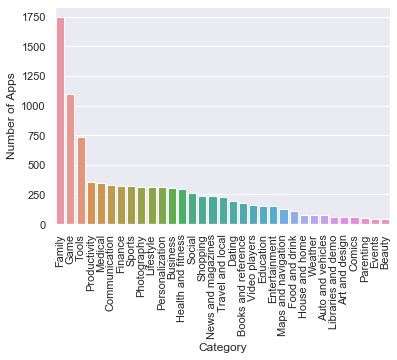 Number of Apps
1750
1500
1250
1000
750
500
250
0
Family
Game
Tools
Productivity
Medical
Communication
Finance
Sports
Photography
Lifestyle
Personalization
Business
Health and fitness
Social
Shopping
News and magazines
Travel and local
Dating
Books and reference
Video players
Education
Entertainment
Maps and navigation
Food and drink
House and home
Weather
Auto and vehicles
Libraries and demo
Art and design
Comics
Parenting
Events
Beauty
Category